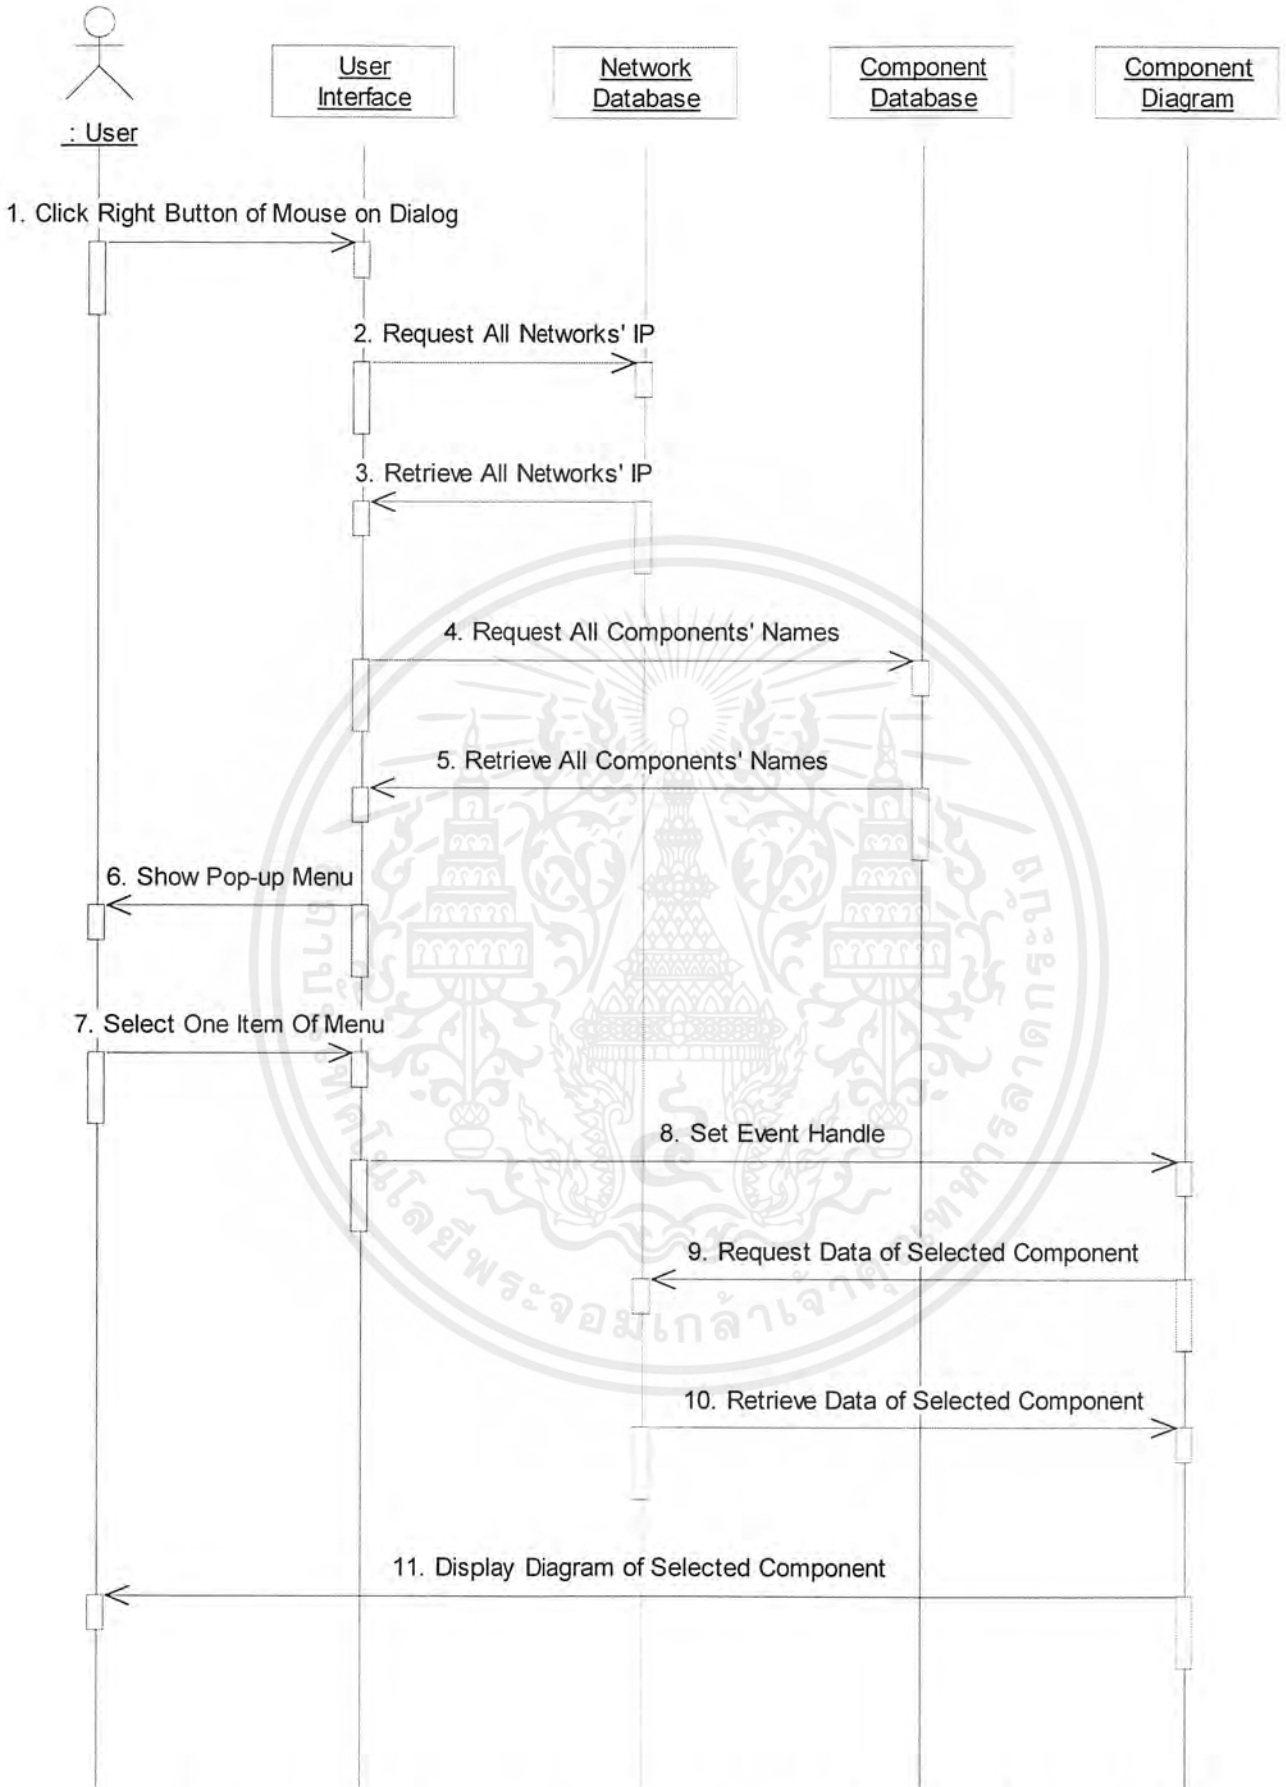 : User
User
Interface
Network
Database
Component
Database
Component
Diagram
1. Click Right Button of Mouse on Dialog
2. Request All Networks' IP
3. Retrieve All Networks' IP
4. Request All Components' Names
5. Retrieve All Components' Names
6. Show Pop-up Menu
7. Select One Item Of Menu
8. Set Event Handle
9. Request Data of Selected Component
10. Retrieve Data of Selected Component
11. Display Diagram of Selected Component